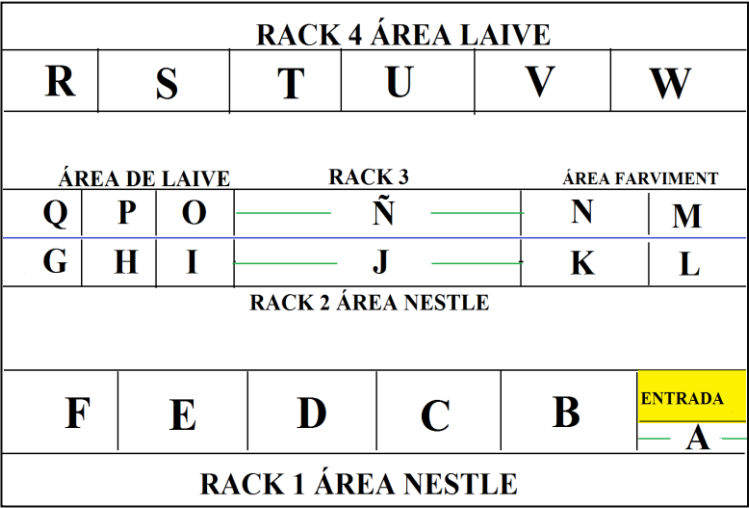 RACK 4 ÁREA LAIVE
R S T U V W
ÁREA DE LAIVE RACK 3 ÁREA FARVIMENT
Q P O Ñ N M
G H I J K L
RACK 2 ÁREA NESTLE
ENTRADA
F E D C B A
RACK 1 ÁREA NESTLE